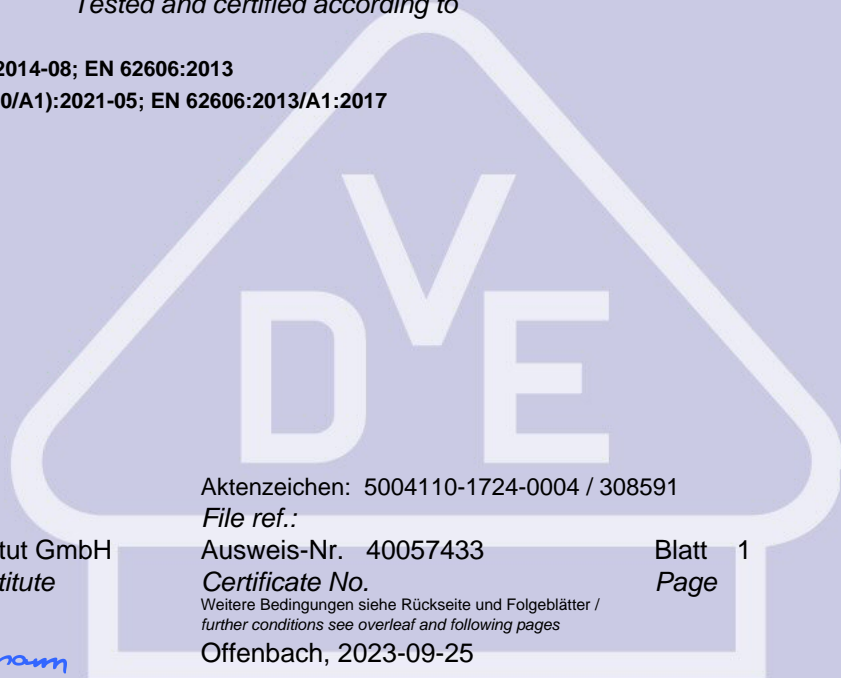 Tested and certified according to
2014-08; EN 62606:2013
0/A1):2021-05; EN 62606:2013/A1:2017
VDE
Aktenzeichen: 5004110-1724-0004 / 308591
File ref.:
tut GmbH Ausweis-Nr. 40057433 Blatt 1
titute Certificate No. Page
Weitere Bedingungen siehe Rückseite und Folgeblätter /
further conditions see overleaf and following pages
Offenbach, 2023-09-25